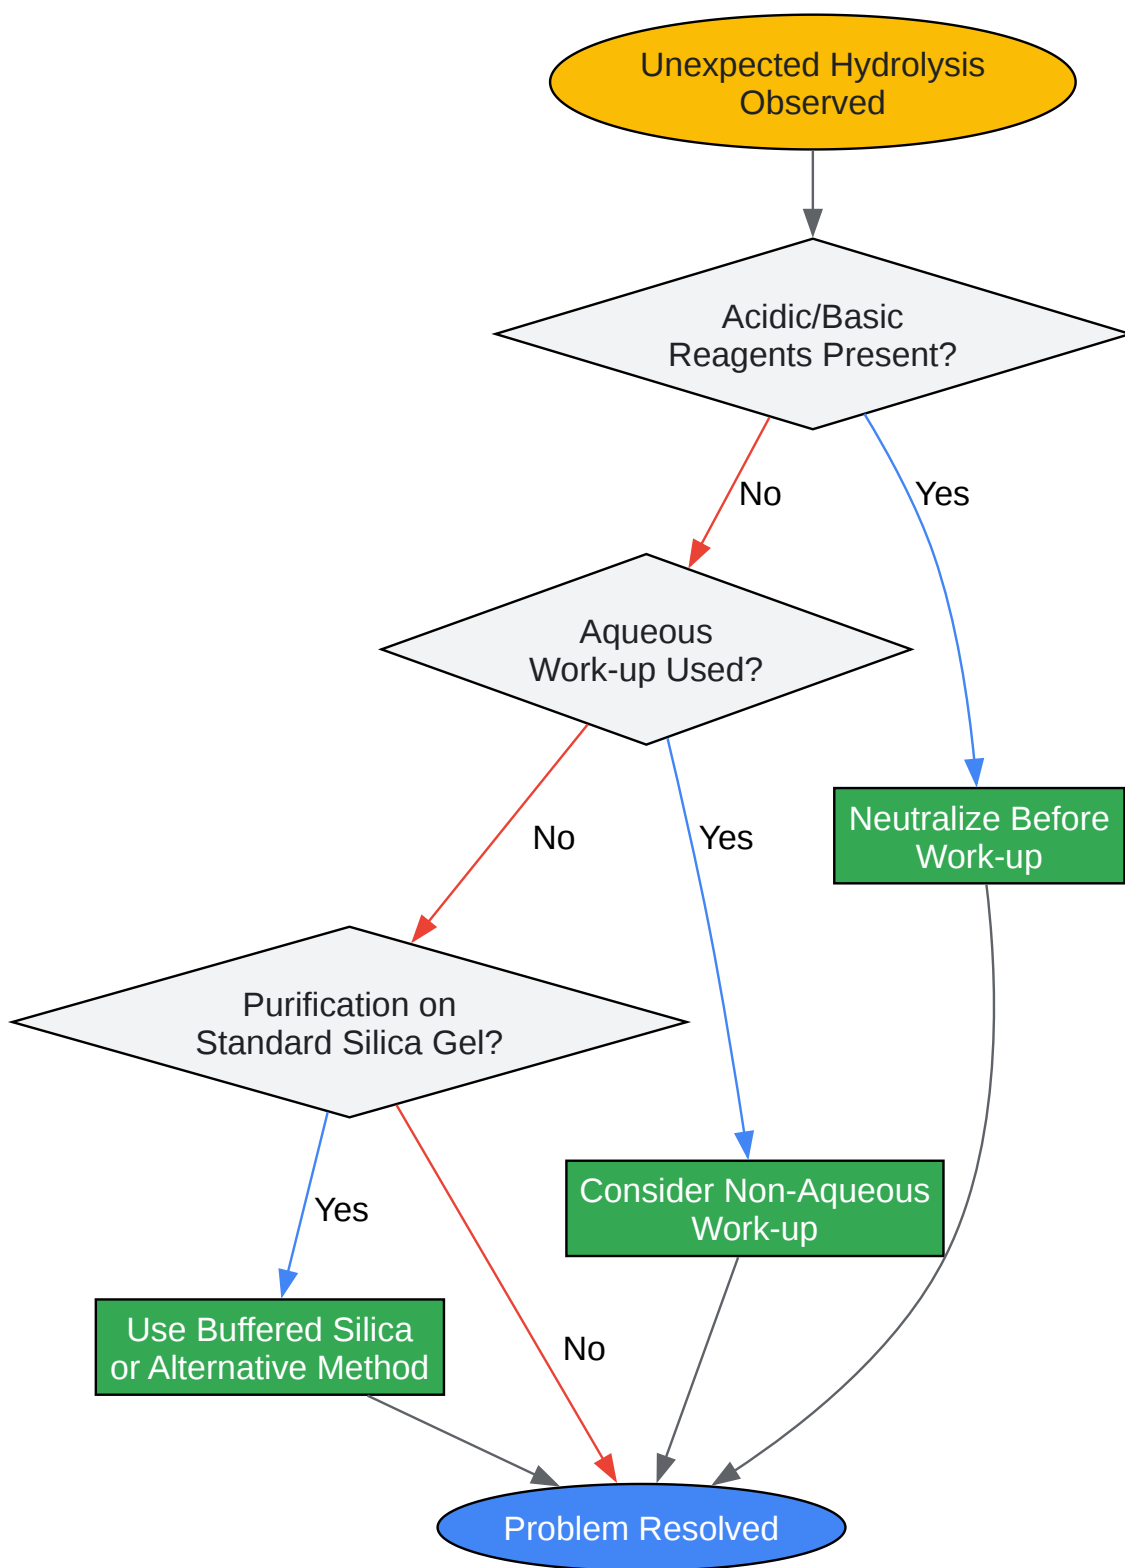 Unexpected Hydrolysis
Observed
Acidic/Basic
Reagents Present?
No
Yes
Aqueous
Work-up Used?
No
Yes
Neutralize Before
Work-up
Purification on
Standard Silica Gel?
Yes
No
Consider Non-Aqueous
Work-up
Use Buffered Silica
or Alternative Method
Problem Resolved